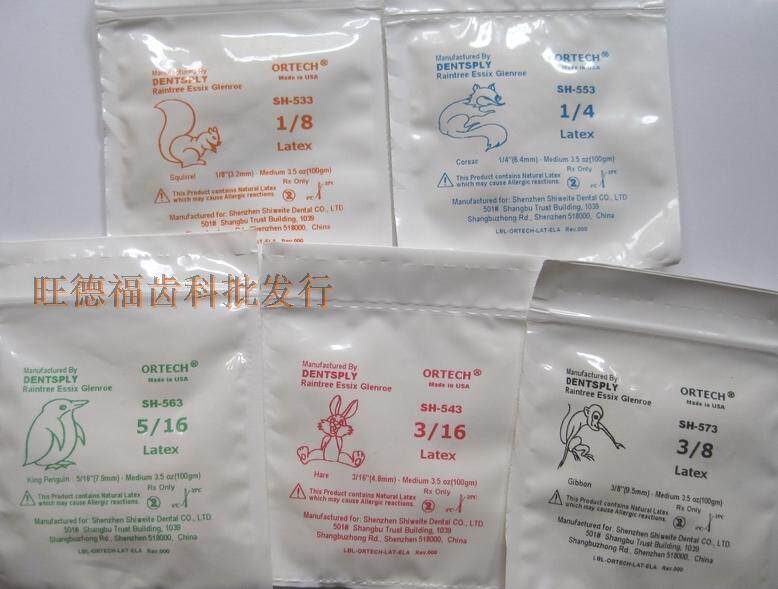 Manufactured By
DENTSPLY
Raintree Essix Glenroe
ORTECH®
Made in USA
SH-533
1/8
Latex
Squirrel 1/8"(3.2mm) - Medium 3.5 oz(100gm)
Rx Only
This Product contains Natural Latex
which may cause Allergic reactions.
Manufactured for: Shenzhen Shiweite Dental CO., LTD
501# Shangbu Trust Building, 1039
Shangbuzhong Rd., Shenzhen 518000, China
LBL-ORTECH-LAT-ELA Rev.000
Manufactured By
DENTSPLY
Raintree Essix Glenroe
ORTECH®
Made in USA
SH-553
1/4
Latex
Coreac 1/4"(6.4mm) - Medium 3.5 oz(100gm)
Rx Only
This Product contains Natural Latex
which may cause Allergic reactions.
Manufactured for: Shenzhen Shiweite Dental CO., LTD
501# Shangbu Trust Building, 1039
Shangbuzhong Rd., Shenzhen 518000, China
LBL-ORTECH-LAT-ELA Rev.000
旺德福齿科批发行
Manufactured By
DENTSPLY
Raintree Essix Glenroe
ORTECH®
Made in USA
SH-563
5/16
Latex
King Penguin 5/16"(7.5mm) - Medium 3.5 oz(100gm)
Rx Only
This Product contains Natural Latex
which may cause Allergic reactions.
Manufactured for: Shenzhen Shiweite Dental CO., LTD.
501# Shangbu Trust Building, 1039
Shangbuzhong Rd., Shenzhen 518000, China
LBL-ORTECH-LAT-ELA Rev.000
Manufactured By:
DENTSPLY
Raintree Essix Glenroe
ORTECH®
Made in USA
SH-543
3/16
Latex
Hare 3/16"(4.8mm) - Medium 3.5 oz(100gm)
Rx Only
This Product contains Natural Latex
which may cause Allergic reactions.
Manufactured for: Shenzhen Shiweite Dental CO., LTD.
501# Shangbu Trust Building, 1039
Shangbuzhong Rd., Shenzhen 518000, China
LBL-ORTECH-LAT-ELA Rev.000
Manufactured By:
DENTSPLY
Raintree Essix Glenroe
ORTECH®
Made in USA
SH-573
3/8
Latex
Gibbon 3/8"(9.5mm) - Medium 3.5 oz(100gm)
Rx Only
This Product contains Natural Latex
which may cause Allergic reactions.
Manufactured for: Shenzhen Shiweite Dental CO., LTD.
501# Shangbu Trust Building, 1039
Shangbuzhong Rd., Shenzhen 518000, China
LBL-ORTECH-LAT-ELA Rev.000